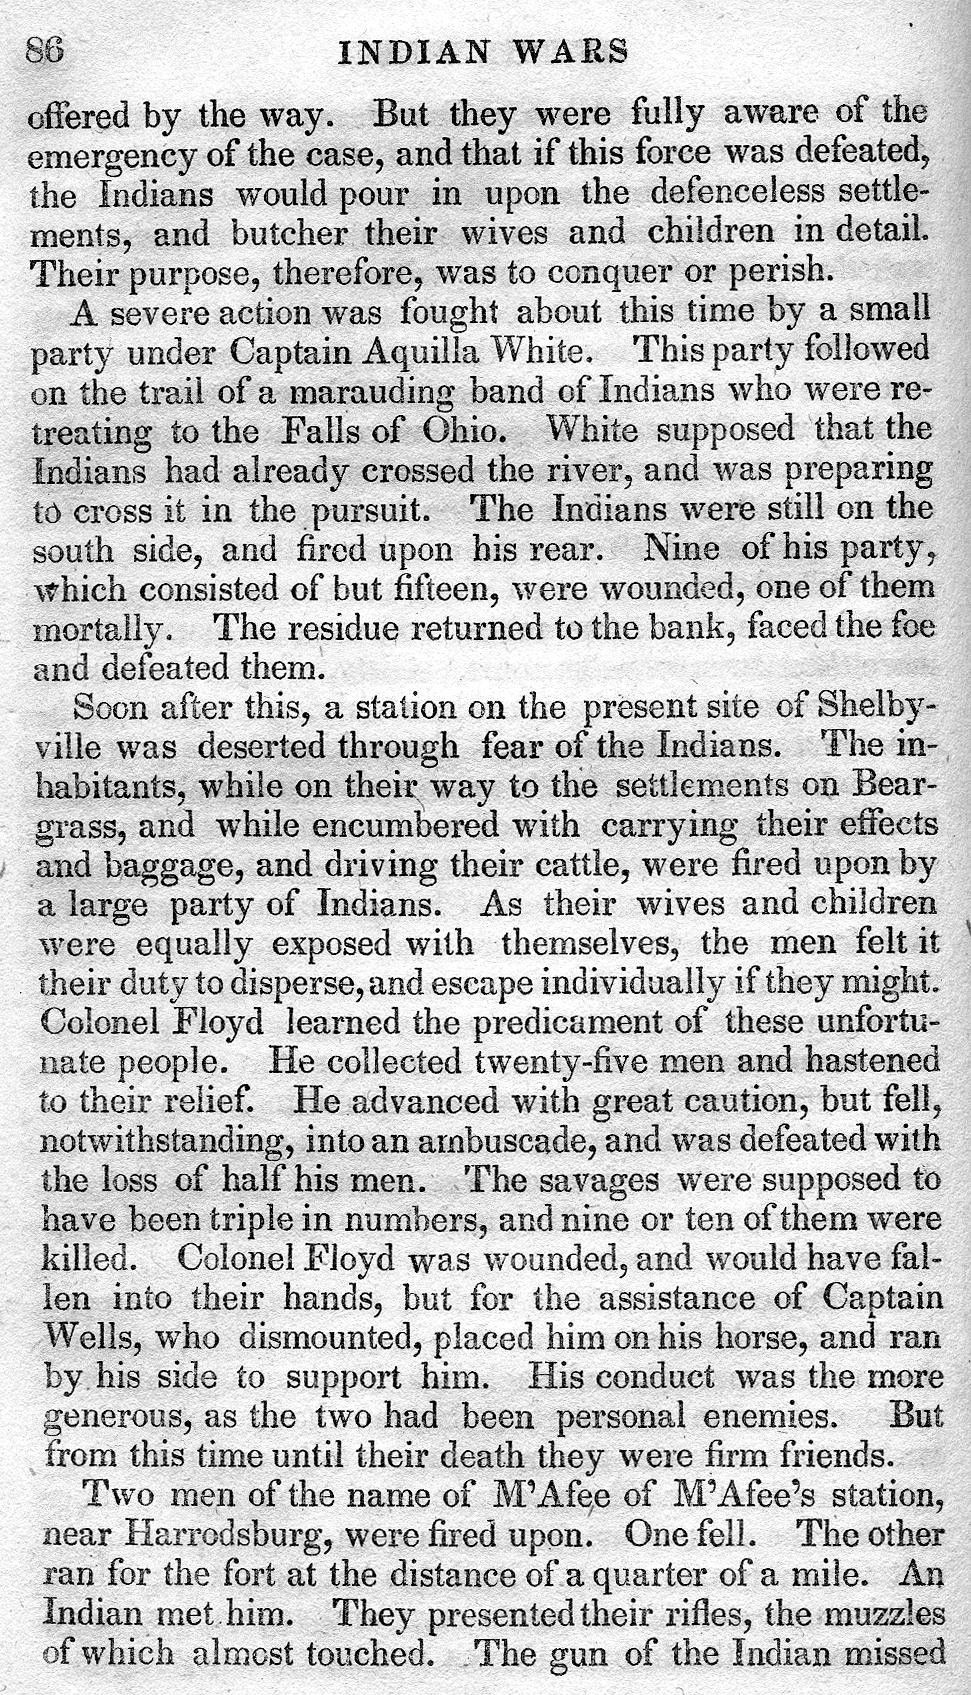 86 INDIAN WARS
offered by the way. But they were fully aware of the
emergency of the case, and that if this force was defeated,
the Indians would pour in upon the defenceless settle-
ments, and butcher their wives and children in detail.
Their purpose, therefore, was to conquer or perish.
A severe action was fought about this time by a small
party under Captain Aquilla White. This party followed
on the trail of a marauding band of Indians who were re-
treating to the Falls of Ohio. White supposed that the
Indians had already crossed the river, and was preparing
to cross it in the pursuit. The Indians were still on the
south side, and fired upon his rear. Nine of his party,
which consisted of but fifteen, were wounded, one of them
mortally. The residue returned to the bank, faced the foe
and defeated them.
Soon after this, a station on the present site of Shelby-
ville was deserted through fear of the Indians. The in-
habitants, while on their way to the settlements on Bear-
grass, and while encumbered with carrying their effects
and baggage, and driving their cattle, were fired upon by
a large party of Indians. As their wives and children
were equally exposed with themselves, the men felt it
their duty to disperse, and escape individually if they might.
Colonel Floyd learned the predicament of these unfortu-
nate people. He collected twenty-five men and hastened
to their relief. He advanced with great caution, but fell,
notwithstanding, into an ambuscade, and was defeated with
the loss of half his men. The savages were supposed to
have been triple in numbers, and nine or ten of them were
killed. Colonel Floyd was wounded, and would have fal-
len into their hands, but for the assistance of Captain
Wells, who dismounted, placed him on his horse, and ran
by his side to support him. His conduct was the more
generous, as the two had been personal enemies. But
from this time until their death they were firm friends.
Two men of the name of M'Afee of M'Afee's station,
near Harrodsburg, were fired upon. One fell. The other
ran for the fort at the distance of a quarter of a mile. An
Indian met him. They presented their rifles, the muzzles
of which almost touched. The gun of the Indian missed